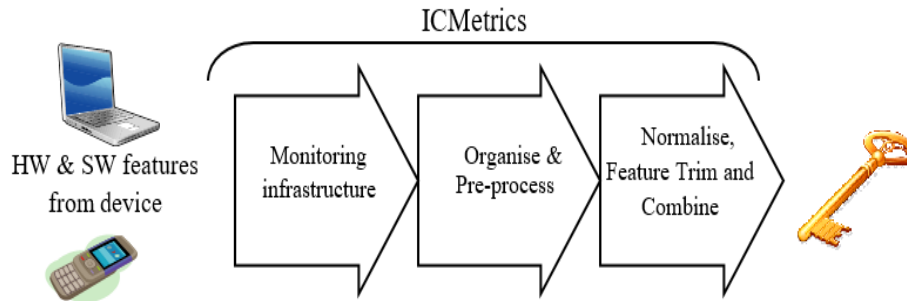 ICMetrics
HW & SW features
from device
Monitoring
infrastructure
Organise &
Pre-process
Normalise,
Feature Trim and
Combine